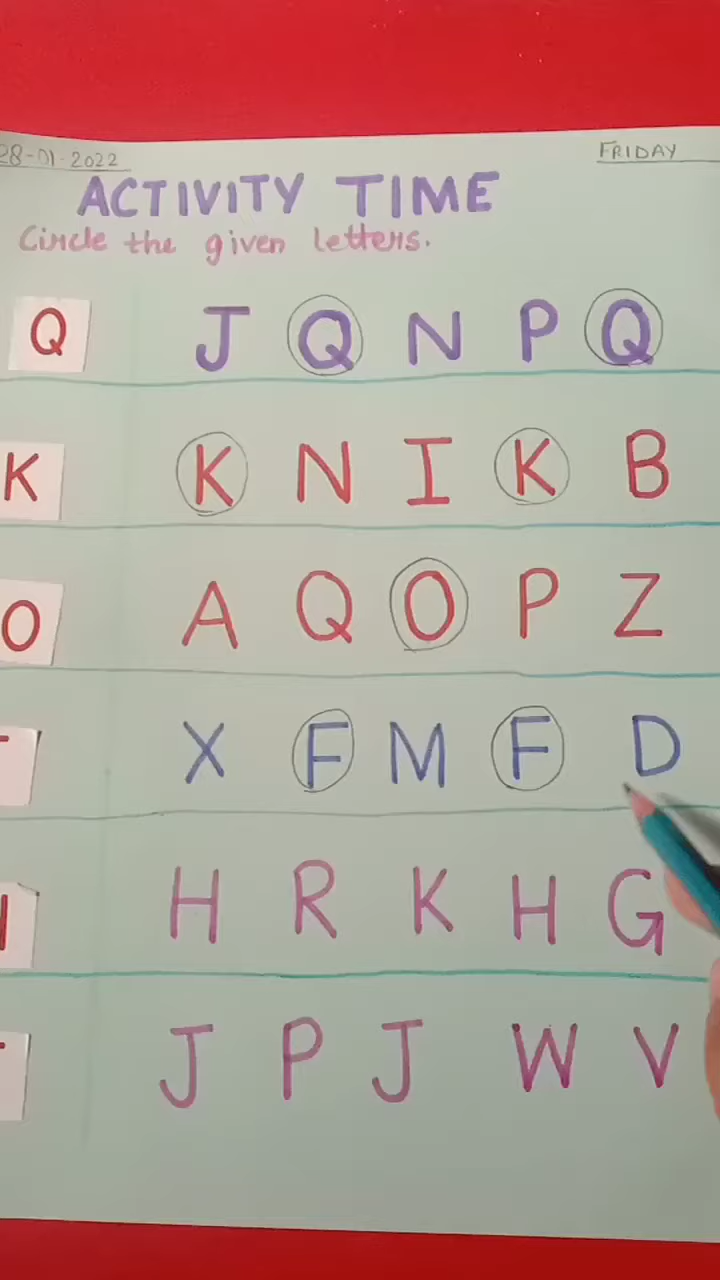 28-01-2022 FRIDAY
ACTIVITY TIME
Circle the given letters.
Q J Q N P Q
K K N I K B
O A Q O P Z
X F M F D
H R K H G
J P J W V